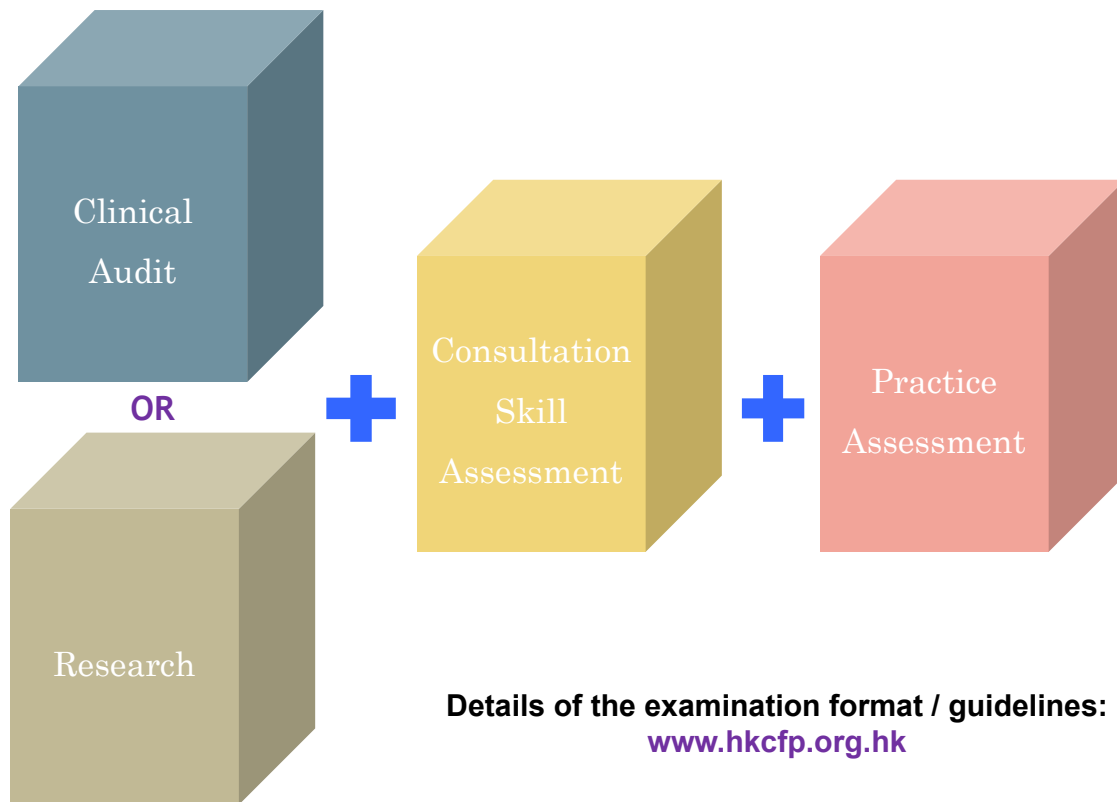 Clinical
Audit
OR
Research
Consultation
Skill
Assessment
Practice
Assessment
Details of the examination format / guidelines:
www.hkcfp.org.hk